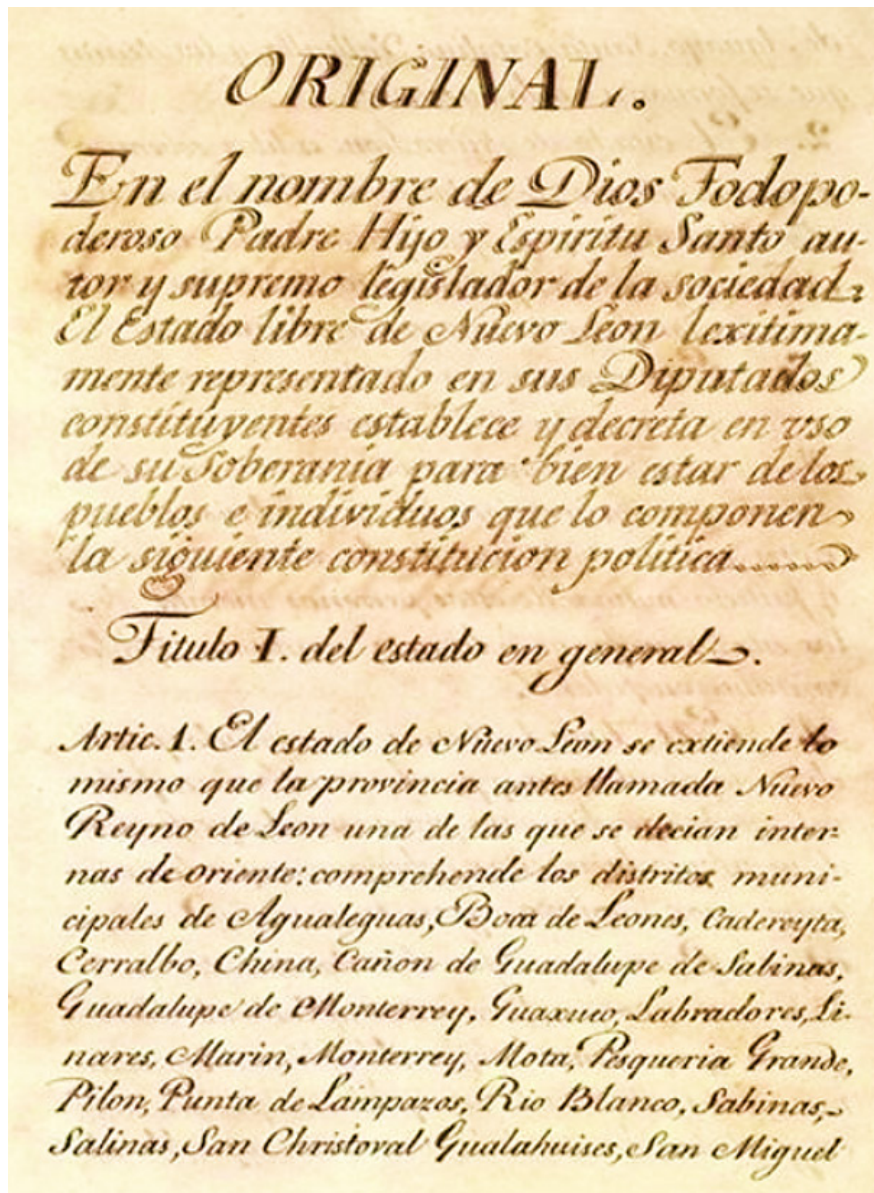 ORIGINAL.
En el nombre de Dios Todopo-
deroso Padre Hijo y Espiritu Santo au-
tor y supremo legislador de la sociedad.
El Estado libre de Nuevo Leon lexitima-
mente representado en sus Diputados
constituyentes establece y decreta en vso
de su Soberania para bien estar de los
pueblos e individuos que lo componen
la siguiente constitucion politica......
Titulo I. del estado en general.
Artic. 1. El estado de Nuevo Leon se extiende lo
mismo que la provincia antes llamada Nuevo
Reyno de Leon una de las que se decian inter-
nas de oriente: comprehende los distritos muni-
cipales de Agualeguas, Boca de Leones, Cadereyta,
Cerralbo, China, Cañon de Guadalupe de Salinas,
Guadalupe de Monterrey, Guaxuco, Labradores, Li-
nares, Marin, Monterrey, Mota, Pesqueria Grande,
Pilon, Punta de Lampazos, Rio Blanco, Sabinas,
Salinas, San Christoval Gualahuises, San Miguel